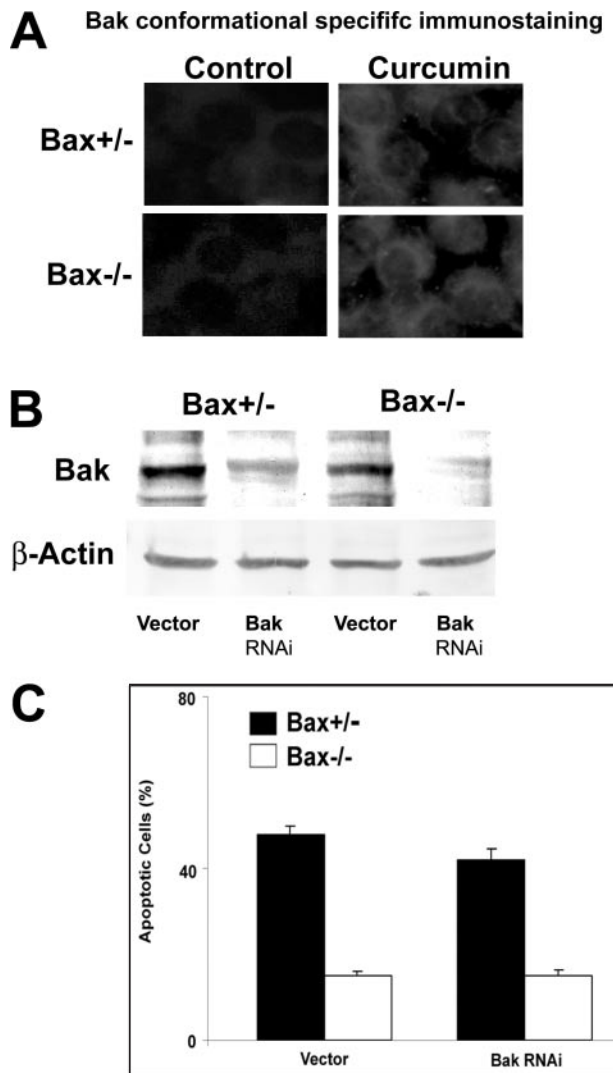 A
Bak conformational specififc immunostaining
Control Curcumin
Bax+/-
Bax-/-
B
Bax+/- Bax-/-
Bak
β-Actin
Vector Bak RNAi Vector Bak RNAi
C
80
Bax+/-
Bax-/-
Apoptotic Cells (%)
40
0
Vector Bak RNAi